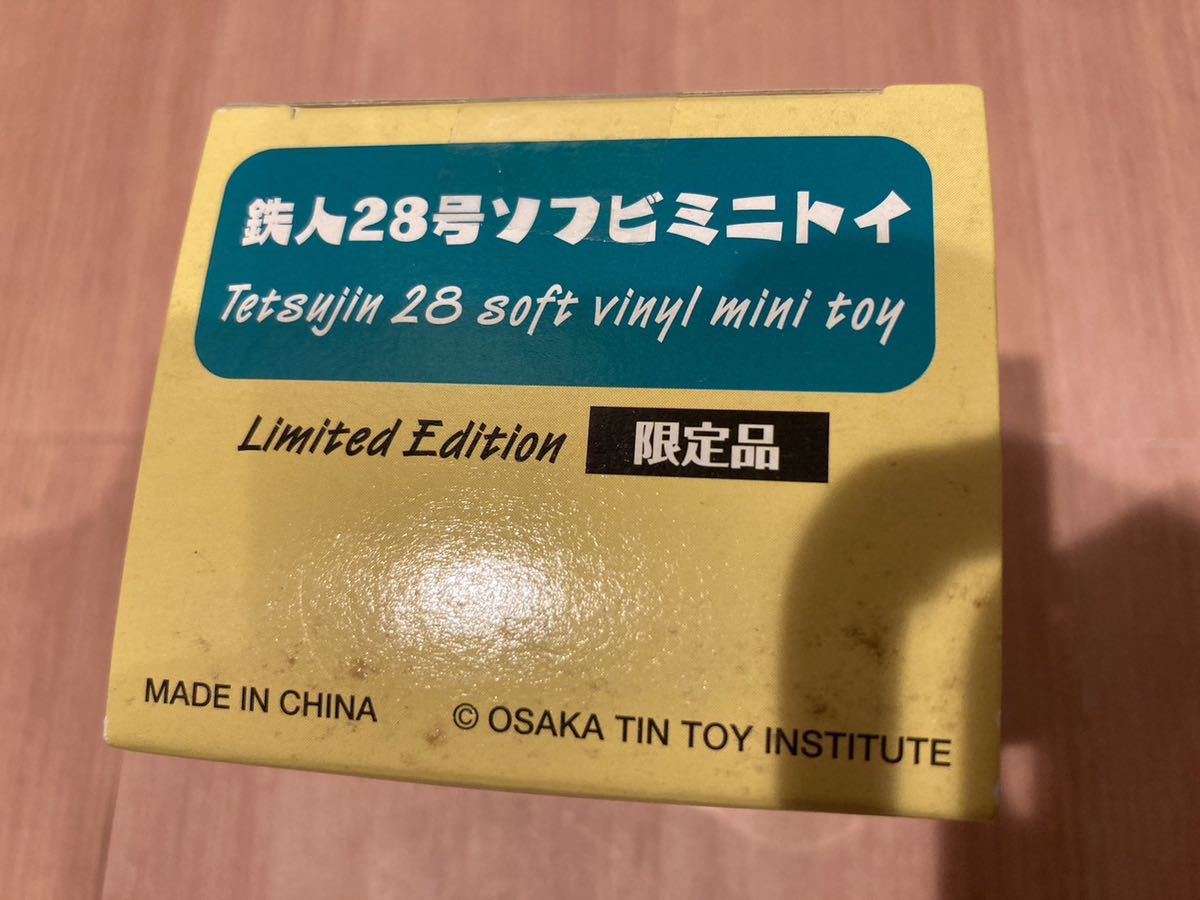 鉄人28号ソフビミニトイ
Tetsujin 28 soft vinyl mini toy
Limited Edition 限定品
MADE IN CHINA © OSAKA TIN TOY INSTITUTE